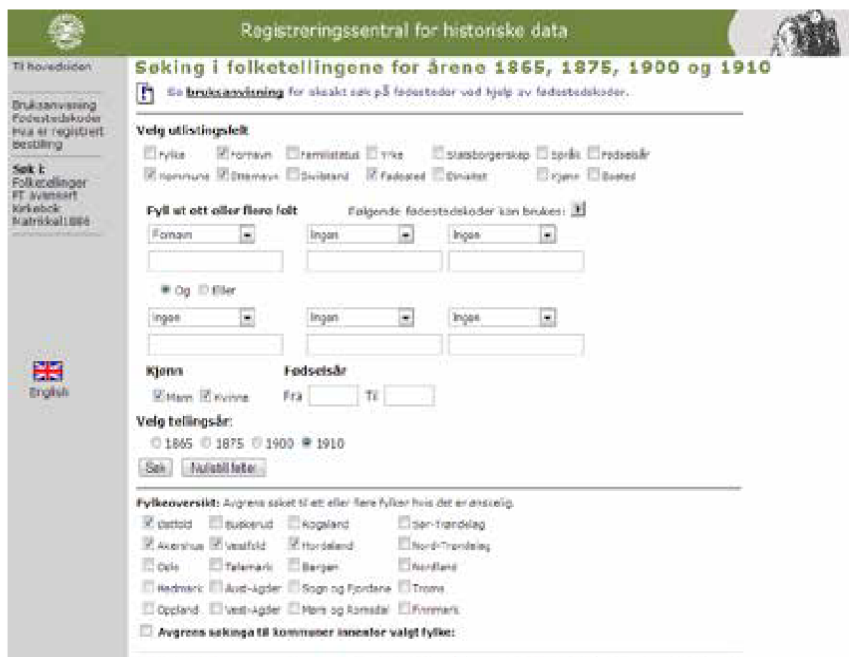 Registreringssentral for historiske data
Til hovedsiden
Bruksanvisning
Fødestedskoder
Hva er registrert
Bestilling
Søk i:
Folketellinger
FT avansert
Kirkebok
Matrikkel1886
English
Søking i folketellingene for årene 1865, 1875, 1900 og 1910
Se bruksanvisning for eksakt søk på fødesteder ved hjelp av fødestedskoder.
Velg utlistingsfelt
Fylke Fornavn Familistatus Yrke Statsborgerskap Språk Fødselsår
Kommune Etternavn Sivilstand Fødested Etnisitet Kjønn Bosted
Fyll ut ett eller flere felt Følgende fødestedskoder kan brukes:
Fornavn Ingen Ingen
Og Eller
Ingen Ingen Ingen
Kjønn Fødselsår
Mann Kvinne Fra Til
Velg tellingsår:
1865 1875 1900 1910
Søk Nullstill felter
Fylkeoversikt: Avgrens søket til ett eller flere fylker hvis det er ønskelig.
Østfold Buskerud Rogaland Sør-Trøndelag
Akershus Vestfold Hordaland Nord-Trøndelag
Oslo Telemark Bergen Nordland
Hedmark Aust-Agder Sogn og Fjordane Troms
Oppland Vest-Agder Møre og Romsdal Finnmark
Avgrens søkinga til kommuner innenfor valgt fylke: